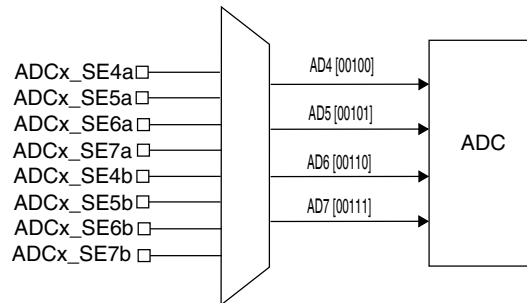 ADCx_SE4a
ADCx_SE5a
ADCx_SE6a
ADCx_SE7a
ADCx_SE4b
ADCx_SE5b
ADCx_SE6b
ADCx_SE7b
AD4 [00100]
AD5 [00101]
AD6 [00110]
AD7 [00111]
ADC